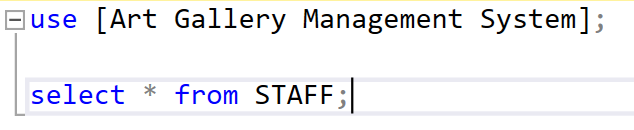 use [Art Gallery Management System];
select * from STAFF;